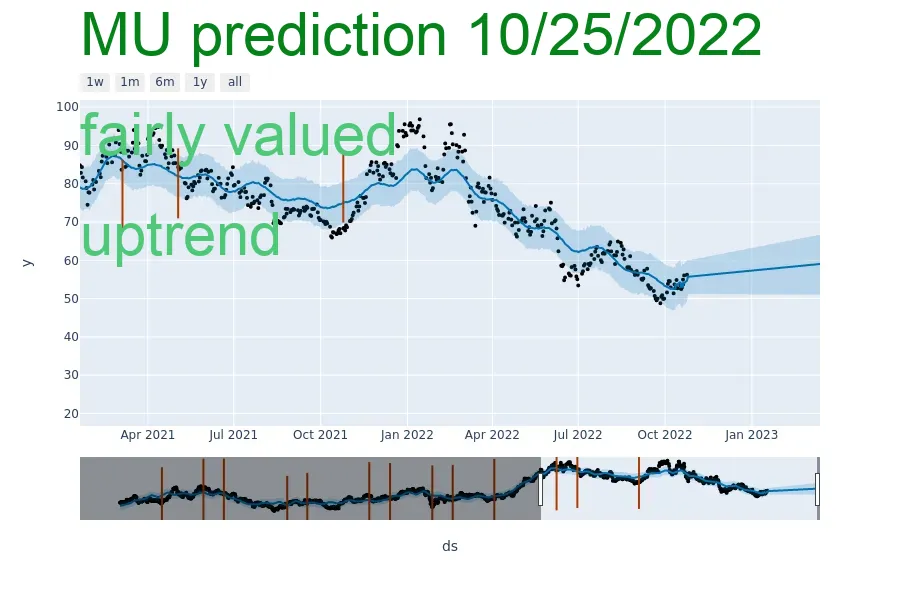 MU prediction 10/25/2022
1w 1m 6m 1y all
100
fairly valued
90
80
70
uptrend
60
y
50
40
30
20
Apr 2021 Jul 2021 Oct 2021 Jan 2022 Apr 2022 Jul 2022 Oct 2022 Jan 2023
ds